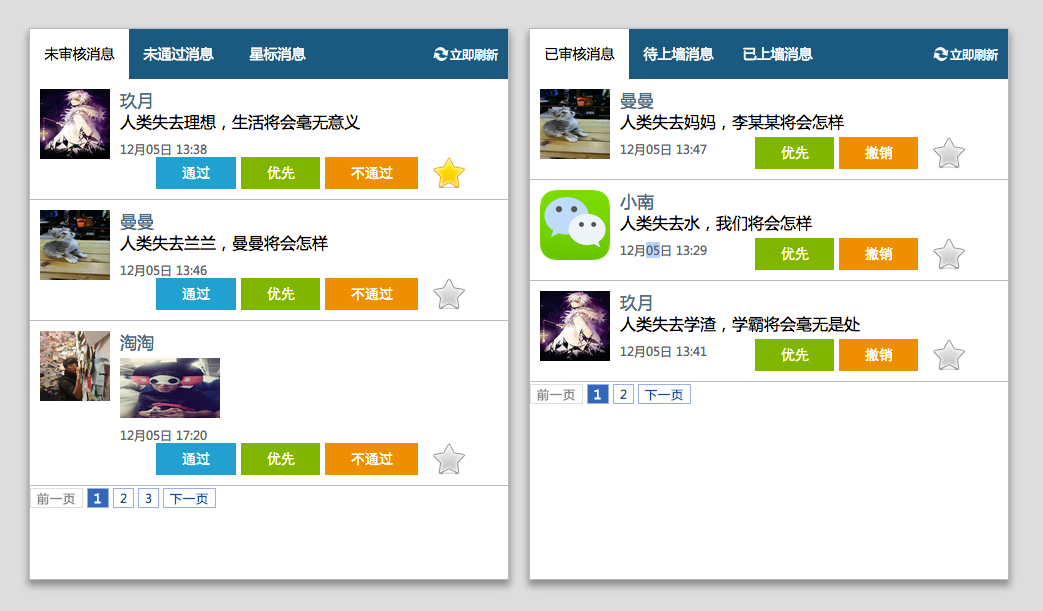 未审核消息 未通过消息 星标消息 立即刷新
玖月
人类失去理想，生活将会毫无意义
12月05日 13:38
通过 优先 不通过
曼曼
人类失去兰兰，曼曼将会怎样
12月05日 13:46
通过 优先 不通过
淘淘
12月05日 17:20
通过 优先 不通过
前一页 1 2 3 下一页
已审核消息 待上墙消息 已上墙消息 立即刷新
曼曼
人类失去妈妈，李某某将会怎样
12月05日 13:47
优先 撤销
小南
人类失去水，我们将会怎样
12月05日 13:29
优先 撤销
玖月
人类失去学渣，学霸将会毫无是处
12月05日 13:41
优先 撤销
前一页 1 2 下一页